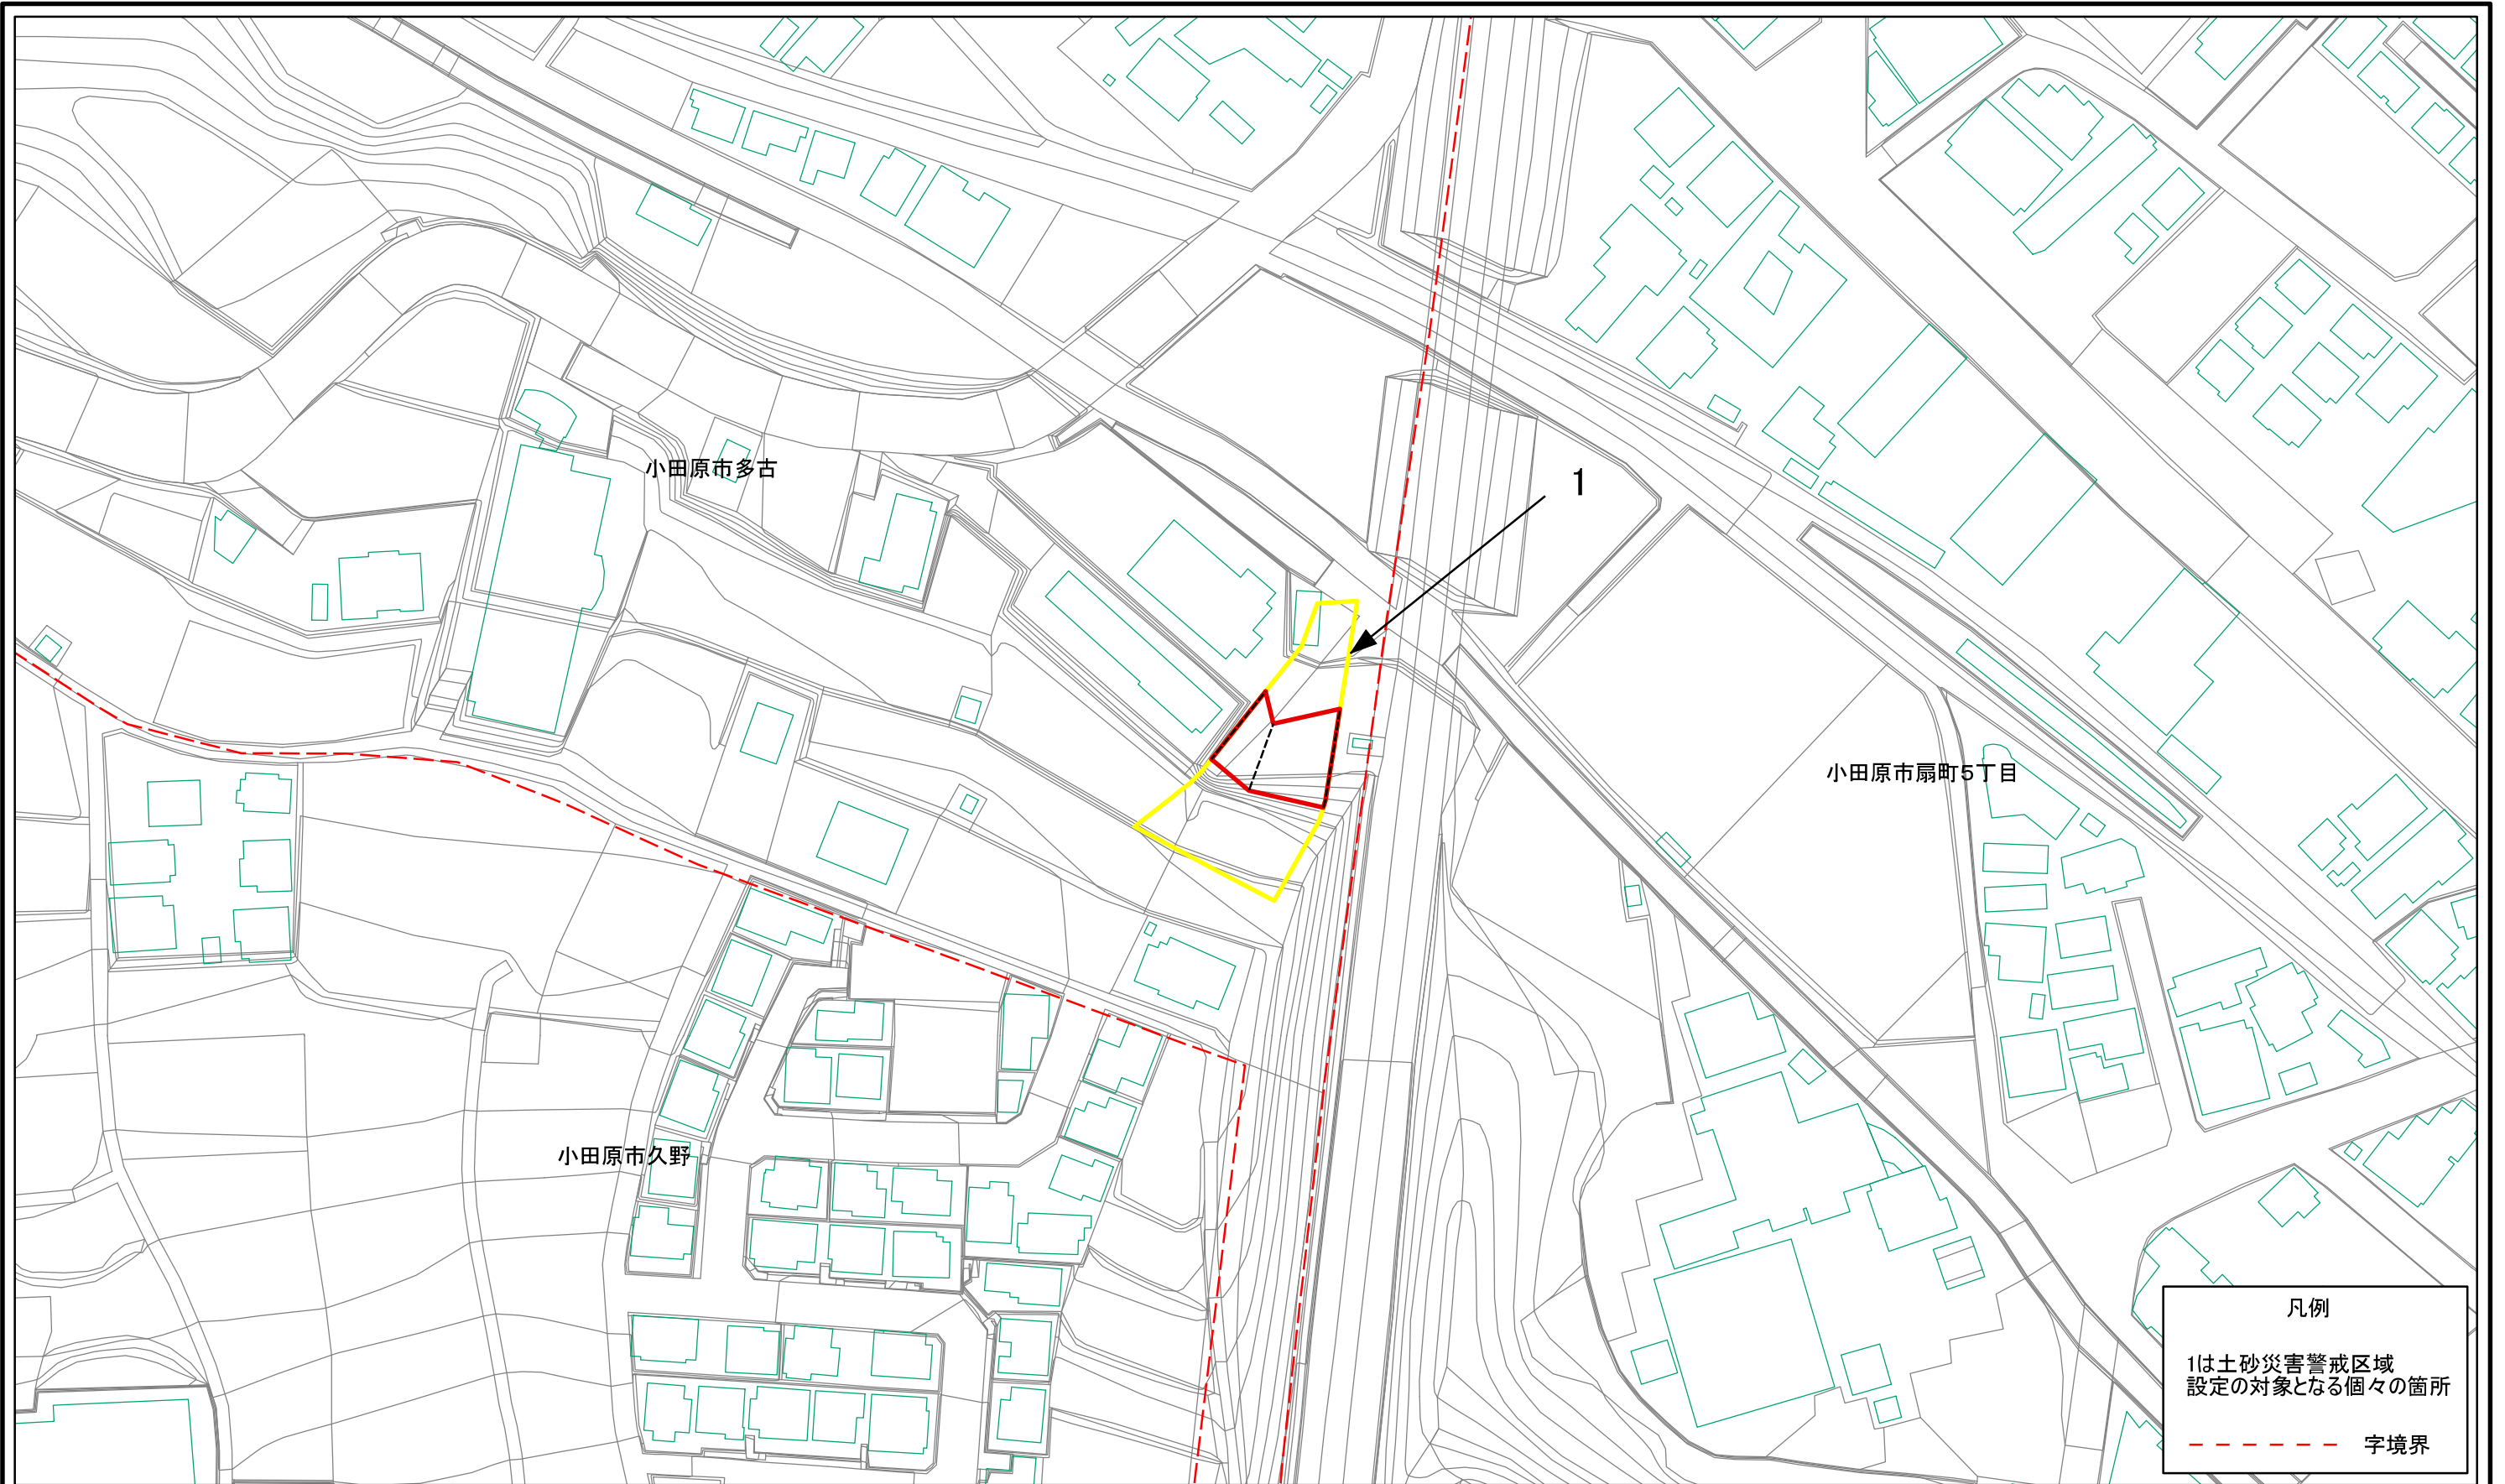 小田原市多古
1
小田原市扇町5丁目
小田原市久野
凡例
1は土砂災害警戒区域
設定の対象となる個々の箇所
字境界